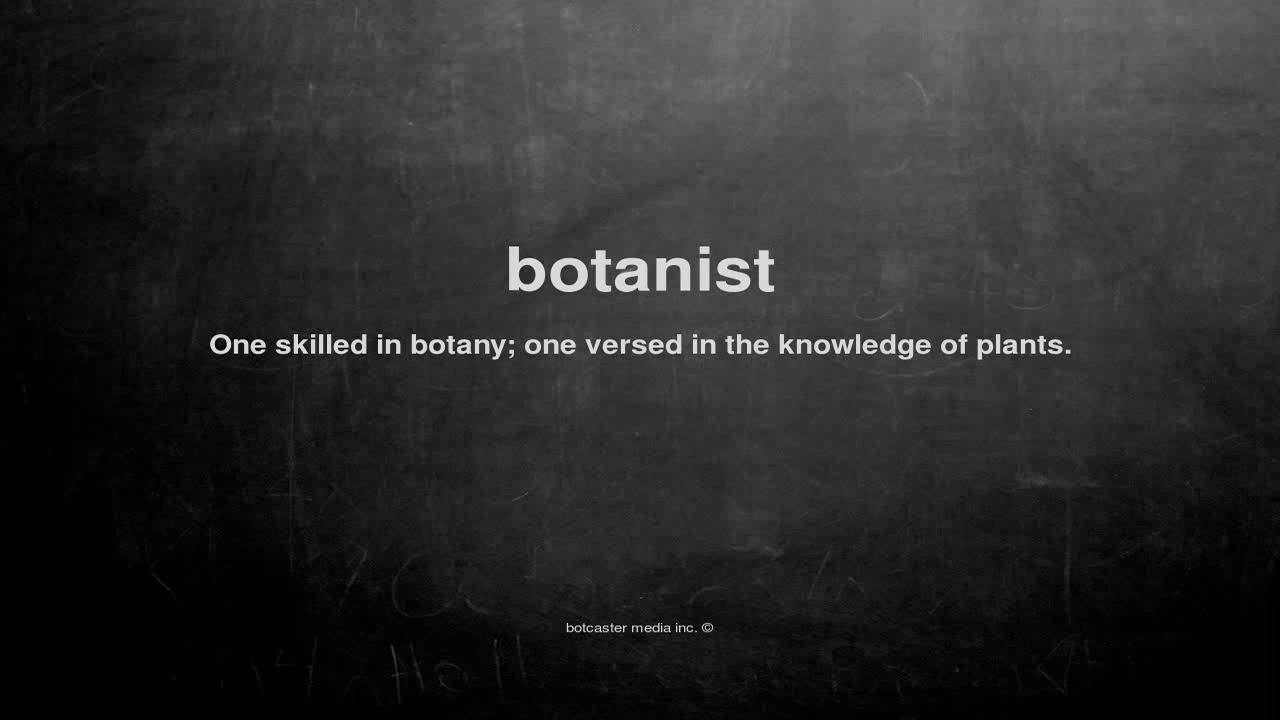 botanist
One skilled in botany; one versed in the knowledge of plants.
botcaster media inc. ©